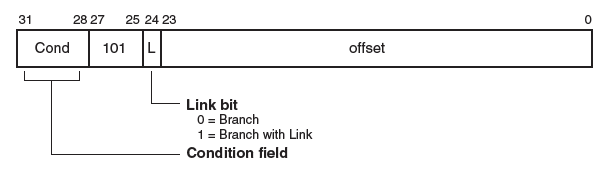 31 28 27 25 24 23 0
Cond 101 L offset
Link bit
0 = Branch
1 = Branch with Link
Condition field